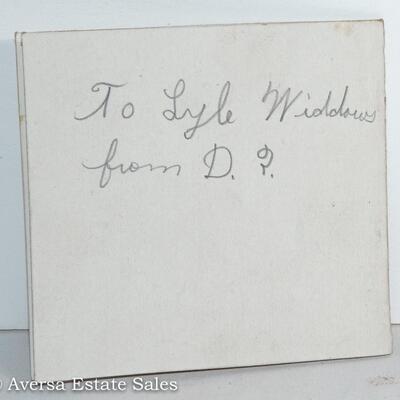 To Lyle Widdows
from D. P.
© Aversa Estate Sales